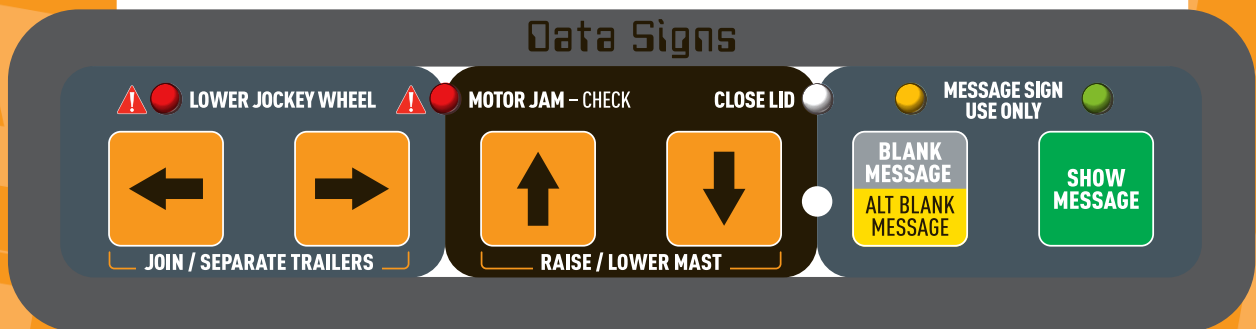 Data Signs
LOWER JOCKEY WHEEL
MOTOR JAM – CHECK
CLOSE LID
MESSAGE SIGN
USE ONLY
BLANK
MESSAGE
ALT BLANK
MESSAGE
SHOW
MESSAGE
JOIN / SEPARATE TRAILERS
RAISE / LOWER MAST